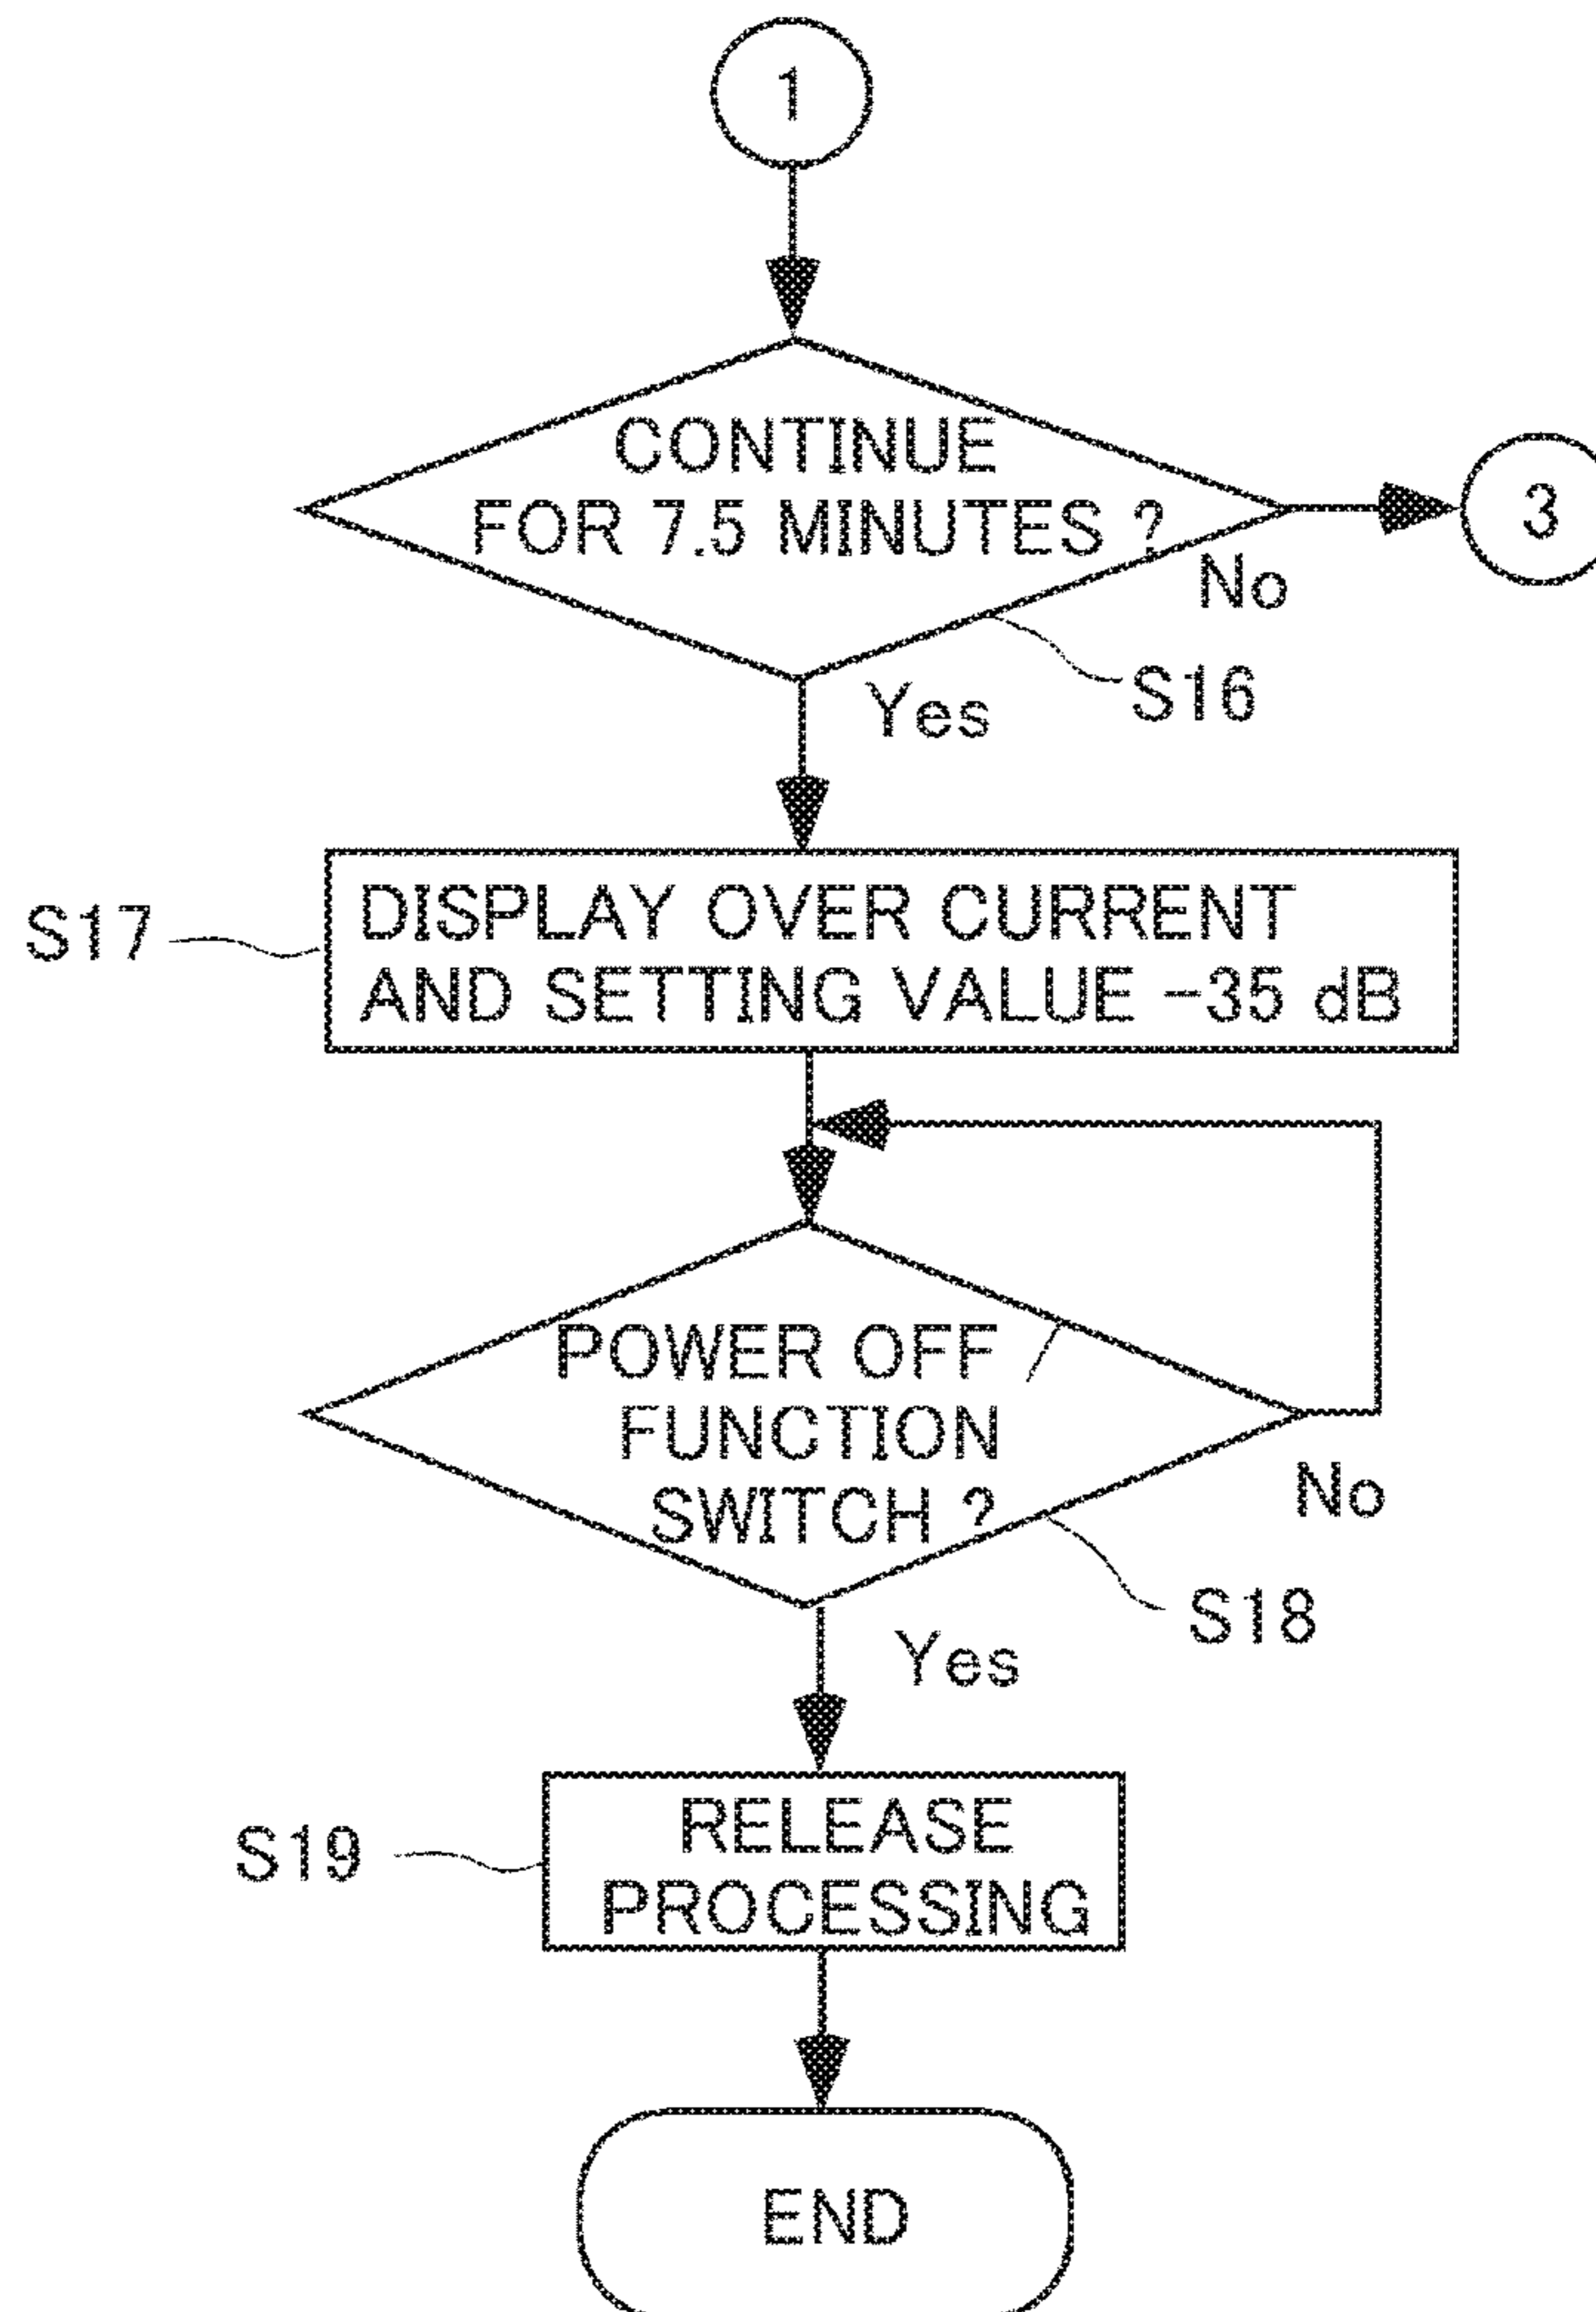 1
CONTINUE
FOR 7.5 MINUTES ?
3
No
S16
Yes
S17
DISPLAY OVER CURRENT
AND SETTING VALUE -35 dB
POWER OFF /
FUNCTION
SWITCH ?
No
S18
Yes
S19
RELEASE
PROCESSING
END